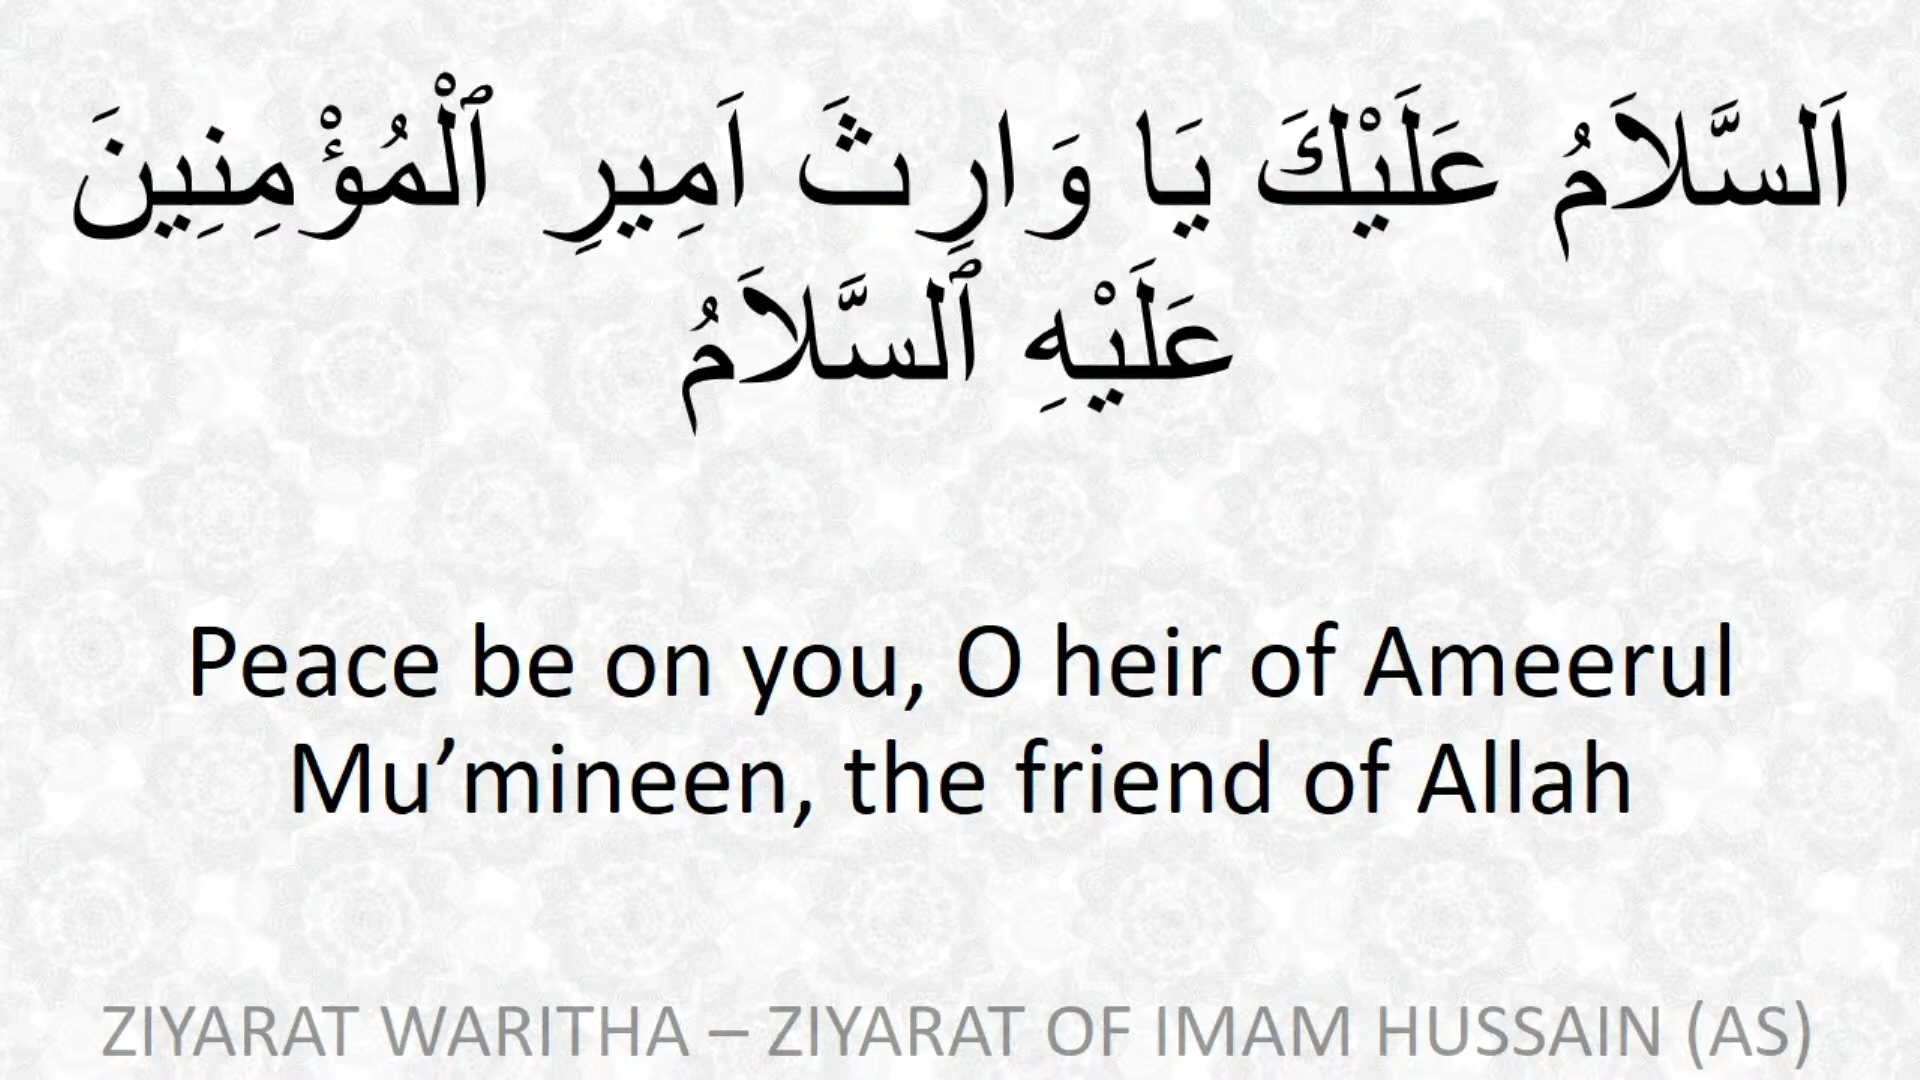 اَلسَّلاَمُ عَلَيْكَ يَا وَارِثَ اَمِيرِ ٱلْمُؤْمِنِينَ
عَلَيْهِ ٱلسَّلاَمُ
Peace be on you, O heir of Ameerul
Mu’mineen, the friend of Allah
ZIYARAT WARITHA – ZIYARAT OF IMAM HUSSAIN (AS)